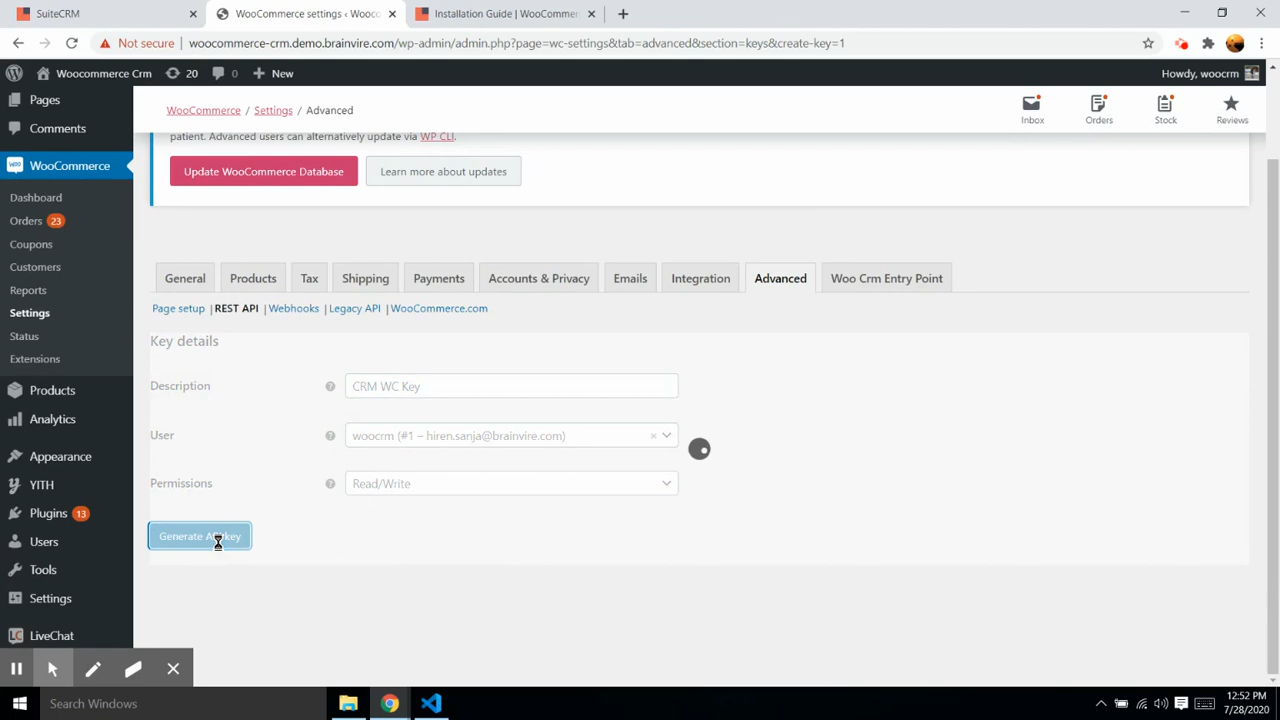 SuiteCRM
WooCommerce settings ‹ Wooco
Installation Guide | WooCommer
Not secure
woocommerce-crm.demo.brainvire.com/wp-admin/admin.php?page=wc-settings&tab=advanced&section=keys&create-key=1
Woocommerce Crm
20
0
New
Howdy, woocrm
Pages
Comments
WooCommerce
Dashboard
Orders 23
Coupons
Customers
Reports
Settings
Status
Extensions
Products
Analytics
Appearance
YITH
Plugins 13
Users
Tools
Settings
LiveChat
WooCommerce / Settings / Advanced
Inbox
Orders
Stock
Reviews
patient. Advanced users can alternatively update via WP CLI.
Update WooCommerce Database
Learn more about updates
General
Products
Tax
Shipping
Payments
Accounts & Privacy
Emails
Integration
Advanced
Woo Crm Entry Point
Page setup | REST API | Webhooks | Legacy API | WooCommerce.com
Key details
Description
CRM WC Key
User
woocrm (#1 – hiren.sanja@brainvire.com)
Permissions
Read/Write
Generate API key
Search Windows
12:52 PM
7/28/2020